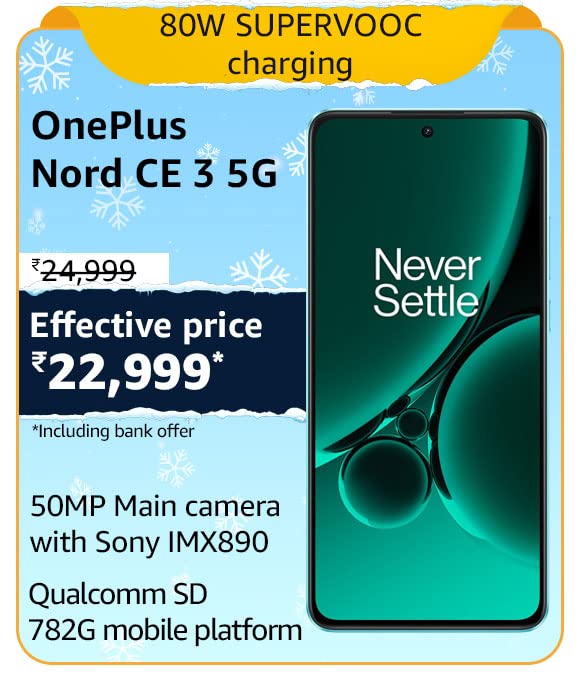 80W SUPERVOOC
charging
OnePlus
Nord CE 3 5G
₹24,999
Effective price
₹22,999*
*Including bank offer
50MP Main camera
with Sony IMX890
Qualcomm SD
782G mobile platform
Never
Settle